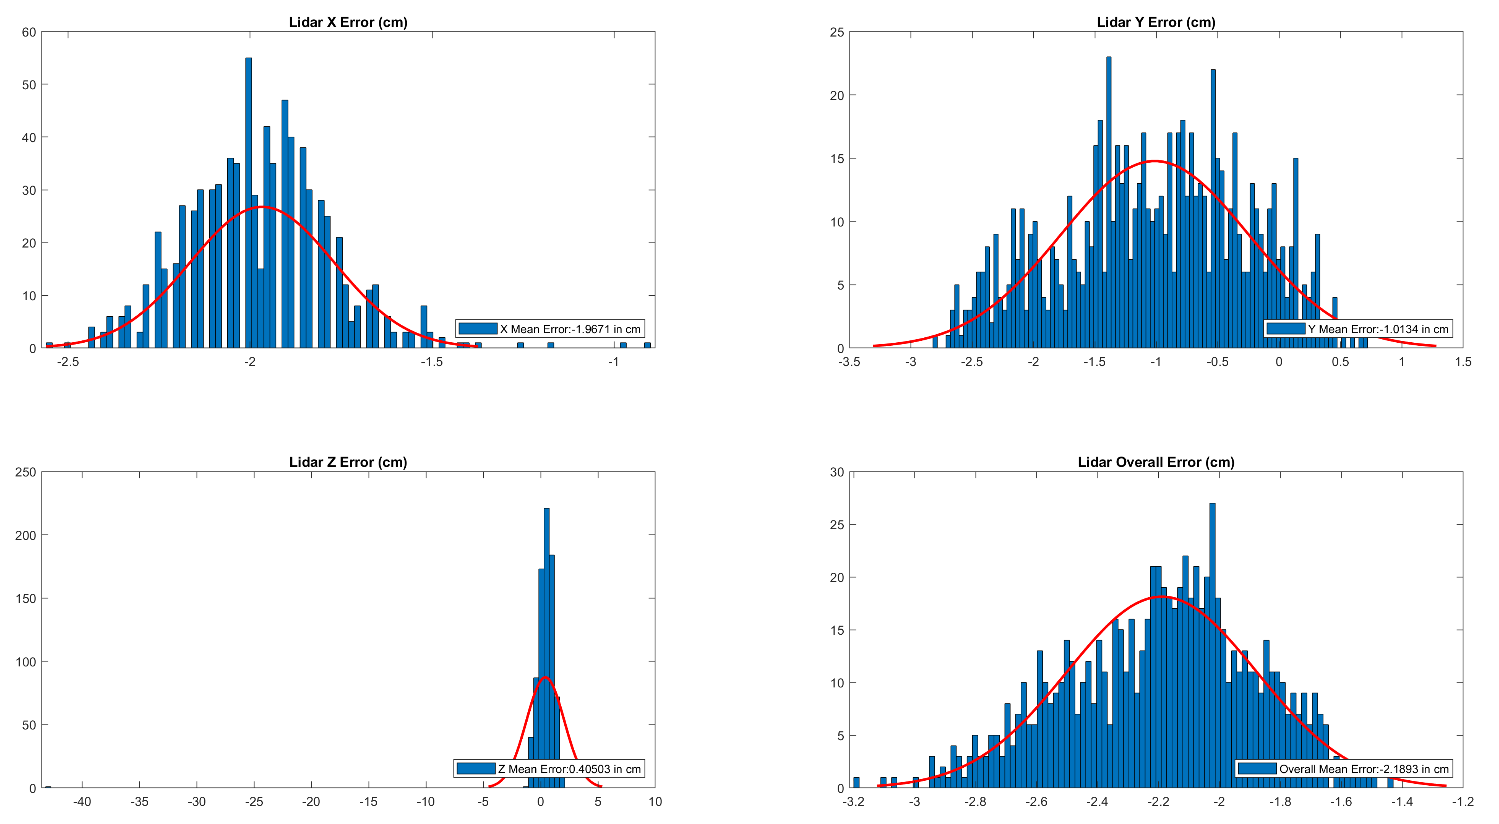 Lidar X Error (cm)
60
50
40
30
20
10
0
-2.5 -2 -1.5 -1
X Mean Error:-1.9671 in cm
Lidar Y Error (cm)
25
20
15
10
5
0
-3.5 -3 -2.5 -2 -1.5 -1 -0.5 0 0.5 1 1.5
Y Mean Error:-1.0134 in cm
Lidar Z Error (cm)
250
200
150
100
50
0
-40 -35 -30 -25 -20 -15 -10 -5 0 5 10
Z Mean Error:0.40503 in cm
Lidar Overall Error (cm)
30
25
20
15
10
5
0
-3.2 -3 -2.8 -2.6 -2.4 -2.2 -2 -1.8 -1.6 -1.4 -1.2
Overall Mean Error:-2.1893 in cm